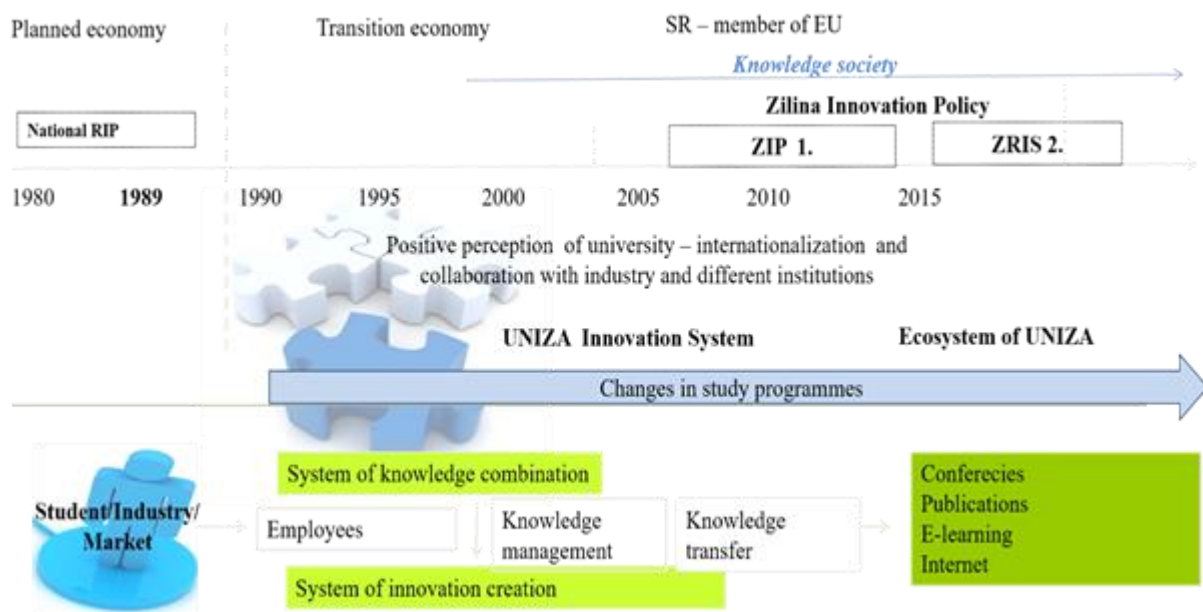 Planned economy
Transition economy
SR – member of EU
Knowledge society
Zilina Innovation Policy
National RIP
ZIP 1.
ZRIS 2.
1980 1989 1990 1995 2000 2005 2010 2015
Positive perception of university – internationalization and
collaboration with industry and different institutions
UNIZA Innovation System
Ecosystem of UNIZA
Changes in study programmes
System of knowledge combination
Student/Industry/
Market
Employees
Knowledge
management
Knowledge
transfer
System of innovation creation
Conferecies
Publications
E-learning
Internet